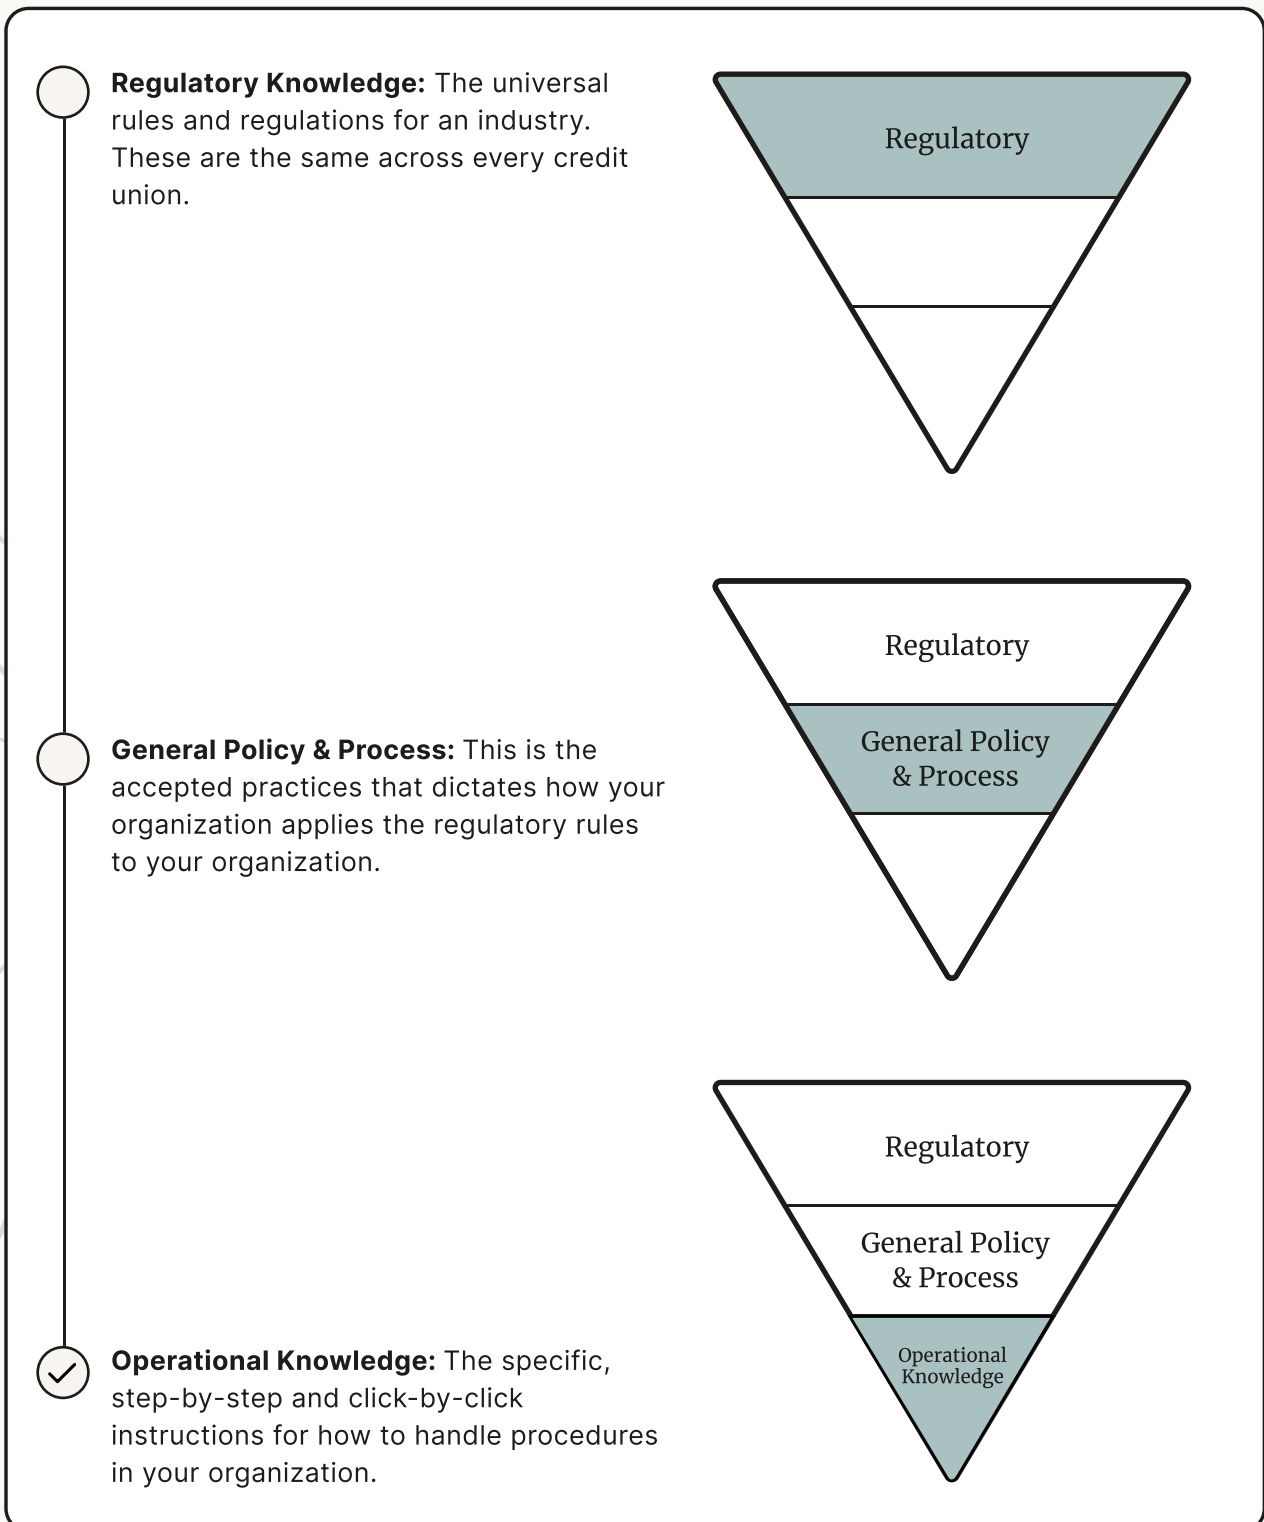 Regulatory Knowledge: The universal
rules and regulations for an industry.
These are the same across every credit
union.
Regulatory
General Policy & Process: This is the
accepted practices that dictates how your
organization applies the regulatory rules
to your organization.
Regulatory
General Policy
& Process
Operational Knowledge: The specific,
step-by-step and click-by-click
instructions for how to handle procedures
in your organization.
Regulatory
General Policy
& Process
Operational
Knowledge